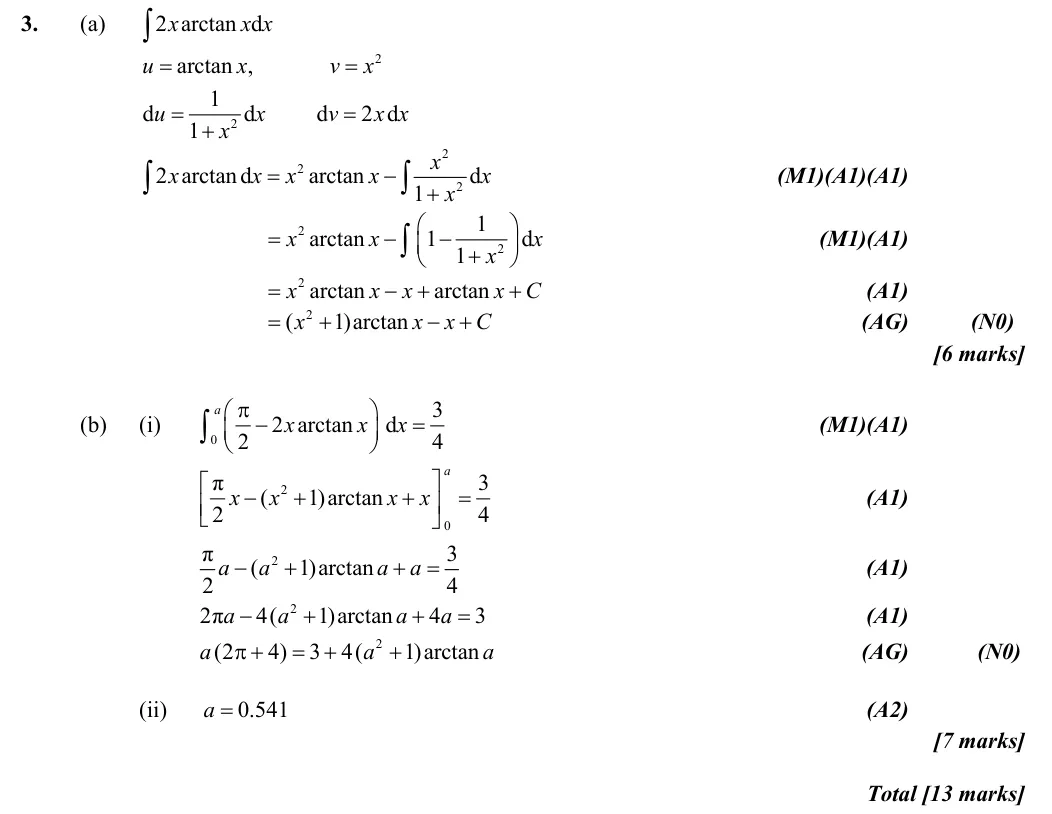 3. (a) ∫2x arctan xdx
u = arctan x, v = x²
du = 1/(1 + x²) dx dv = 2x dx
∫2x arctan dx = x² arctan x − ∫ x²/(1 + x²) dx (M1)(A1)(A1)
= x² arctan x − ∫(1 − 1/(1 + x²)) dx (M1)(A1)
= x² arctan x − x + arctan x + C (A1)
= (x² + 1)arctan x − x + C (AG) (N0)
[6 marks]
(b) (i) ∫₀ᵃ (π/2 − 2x arctan x) dx = 3/4 (M1)(A1)
[π/2 x − (x² + 1)arctan x + x]₀ᵃ = 3/4 (A1)
π/2 a − (a² + 1)arctan a + a = 3/4 (A1)
2πa − 4(a² + 1)arctan a + 4a = 3 (A1)
a(2π + 4) = 3 + 4(a² + 1)arctan a (AG) (N0)
(ii) a = 0.541 (A2)
[7 marks]
Total [13 marks]